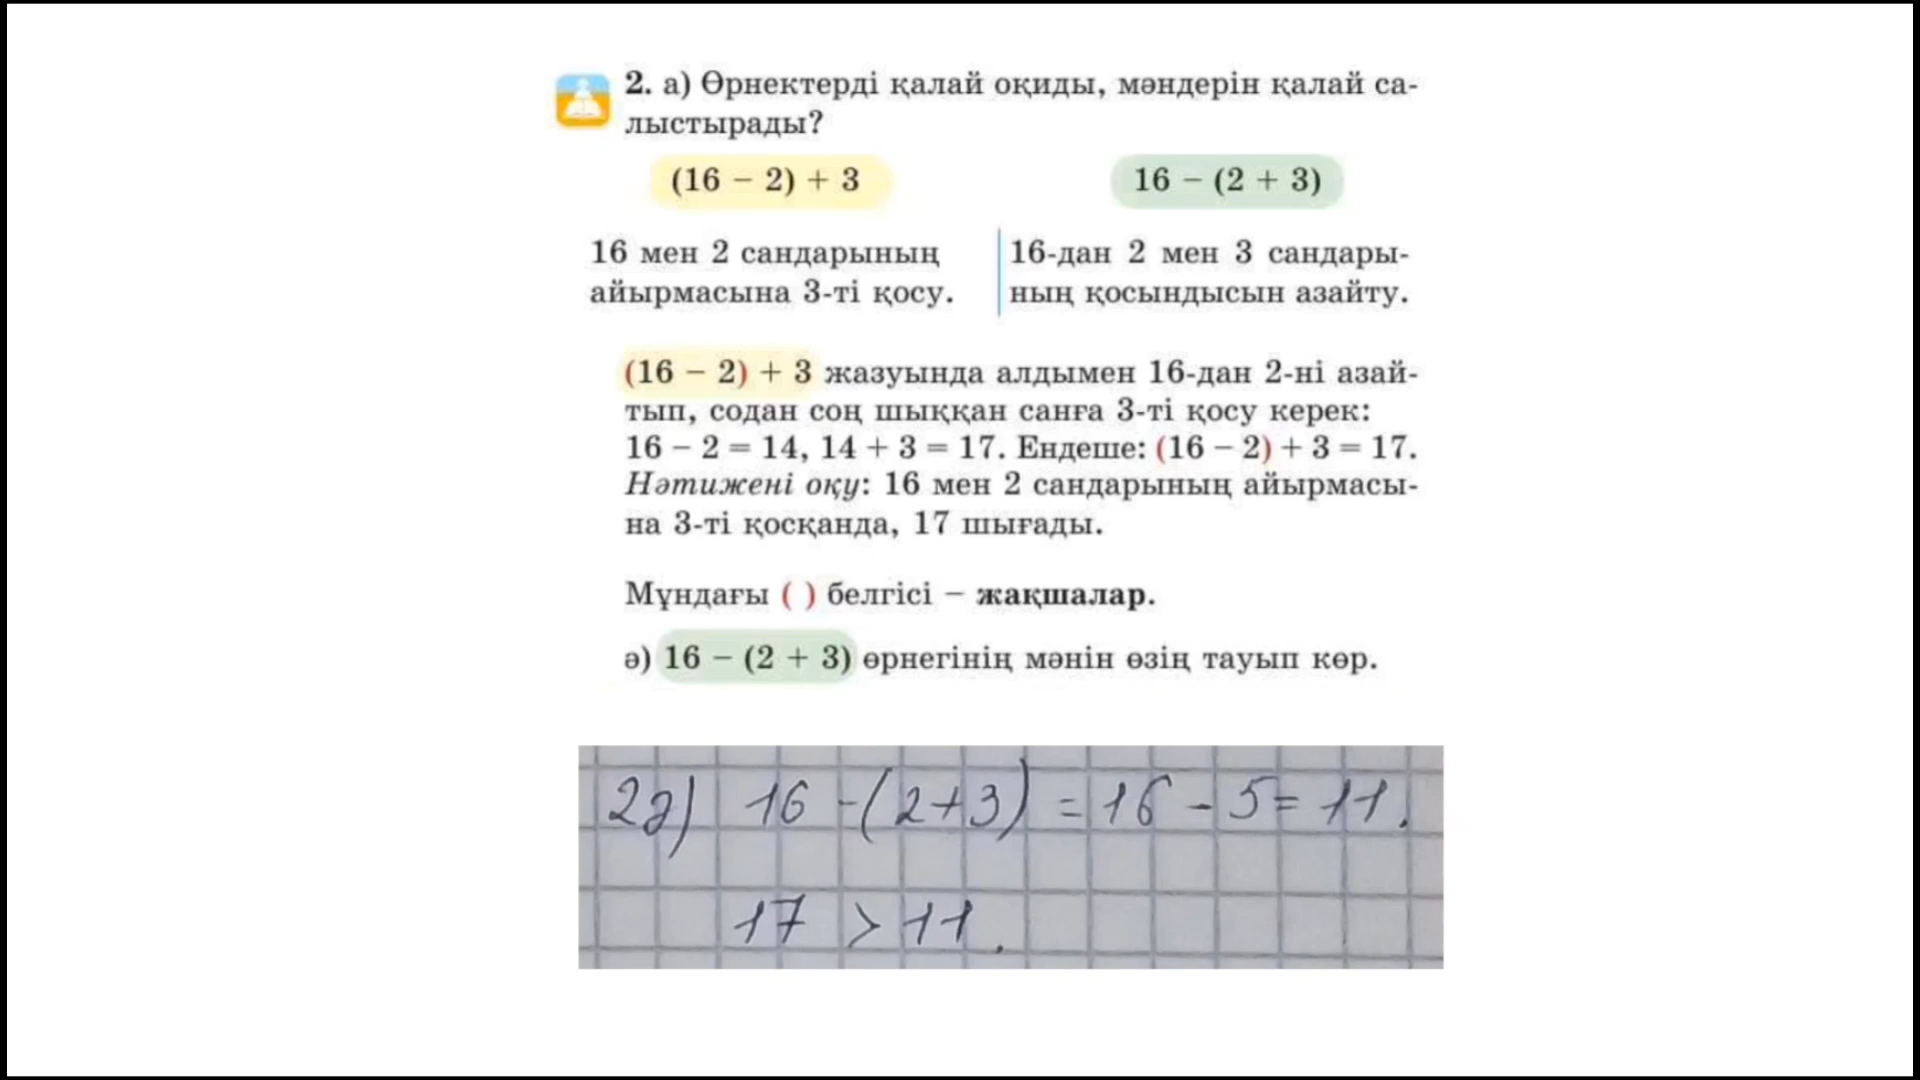 2. а) Өрнектерді қалай оқиды, мәндерін қалай са-
лыстырады?
(16 − 2) + 3
16 − (2 + 3)
16 мен 2 сандарының
айырмасына 3-ті қосу.
16-дан 2 мен 3 сандары-
ның қосындысын азайту.
(16 − 2) + 3 жазуында алдымен 16-дан 2-ні азай-
тып, содан соң шыққан санға 3-ті қосу керек:
16 − 2 = 14, 14 + 3 = 17. Ендеше: (16 − 2) + 3 = 17.
Нәтижені оқу: 16 мен 2 сандарының айырмасы-
на 3-ті қосқанда, 17 шығады.
Мұндағы ( ) белгісі − жақшалар.
ә) 16 − (2 + 3) өрнегінің мәнін өзің тауып көр.
2ә) 16 - (2+3) = 16 - 5 = 11.
17 > 11.